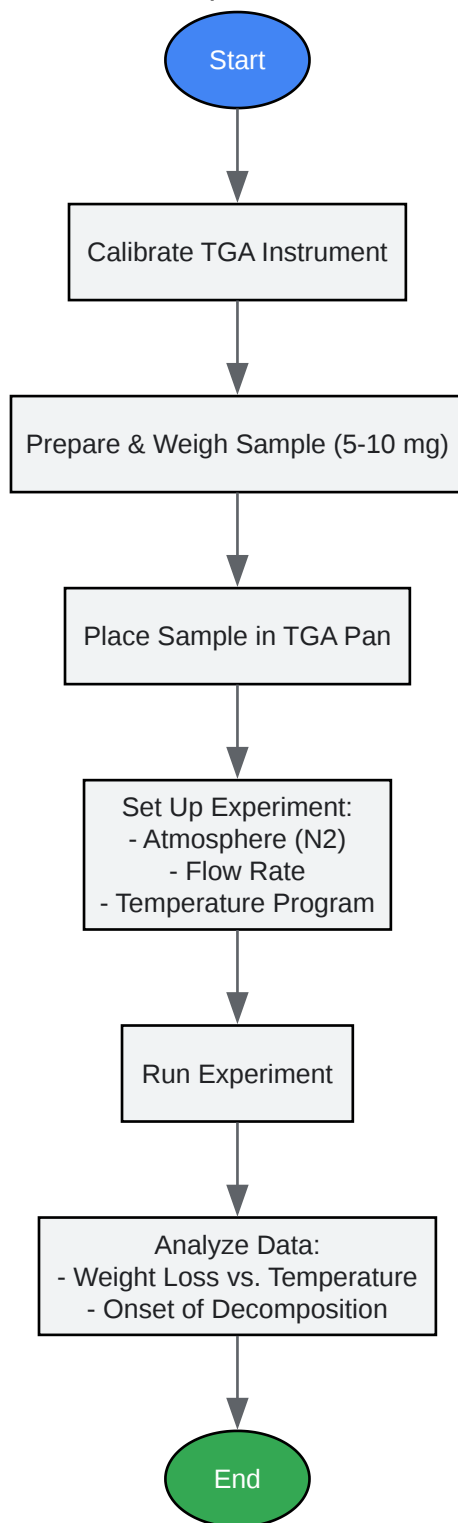 Start
Calibrate TGA Instrument
Prepare & Weigh Sample (5-10 mg)
Place Sample in TGA Pan
Set Up Experiment:
- Atmosphere (N2)
- Flow Rate
- Temperature Program
Run Experiment
Analyze Data:
- Weight Loss vs. Temperature
- Onset of Decomposition
End